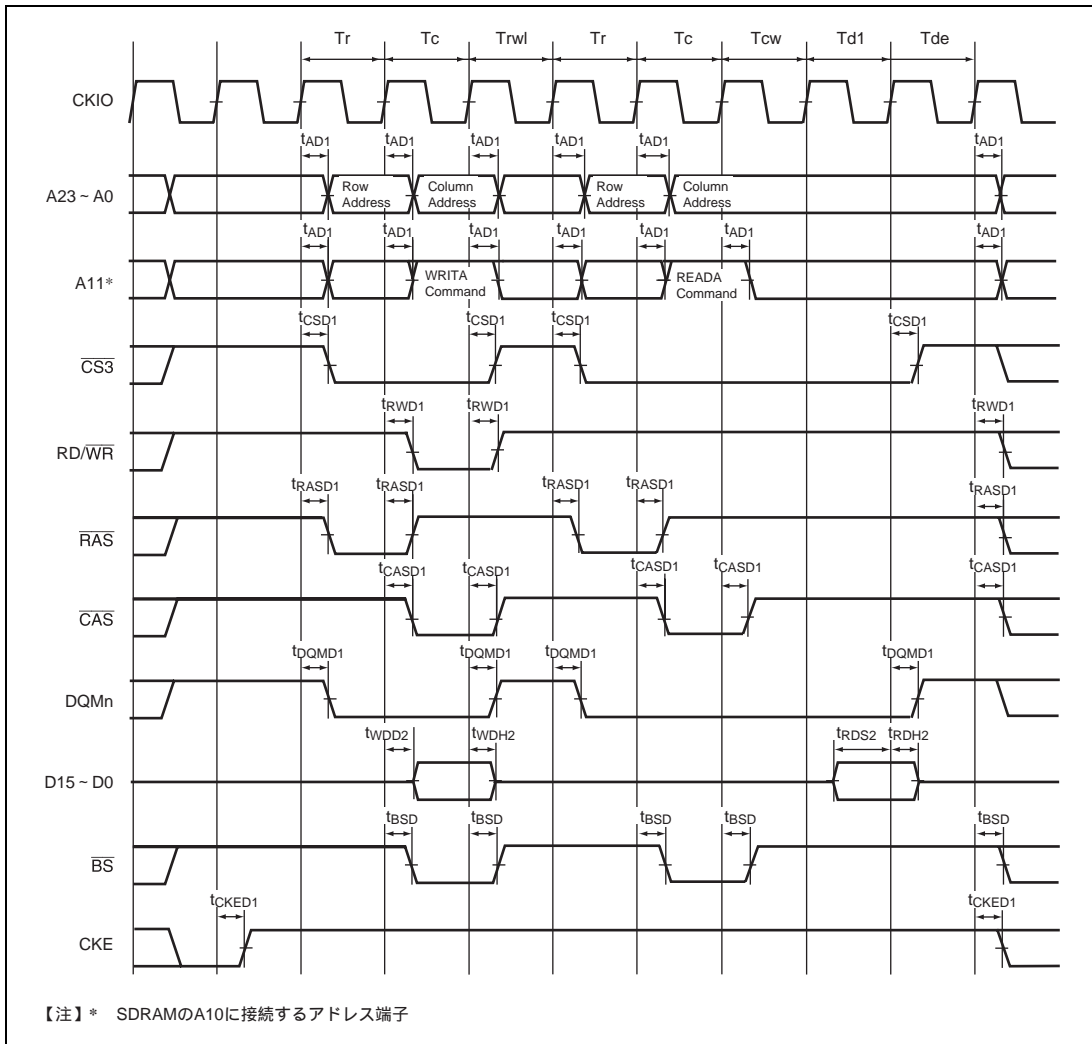 Tr Tc Trwl Tr Tc Tcw Td1 Tde
CKIO
tAD1 tAD1 tAD1 tAD1 tAD1 tAD1
A23 ~ A0
Row Address Column Address Row Address Column Address
tAD1 tAD1 tAD1 tAD1 tAD1 tAD1 tAD1
A11*
WRITA Command READA Command
tCSD1 tCSD1 tCSD1 tCSD1
CS3
tRWD1 tRWD1 tRWD1
RD/WR
tRASD1 tRASD1 tRASD1 tRASD1 tRASD1
RAS
tCASD1 tCASD1 tCASD1 tCASD1 tCASD1
CAS
tDQMD1 tDQMD1 tDQMD1 tDQMD1
DQMn
tWDD2 tWDH2 tRDS2 tRDH2
D15 ~ D0
tBSD tBSD tBSD tBSD tBSD
BS
tCKED1 tCKED1
CKE
【注】* SDRAMのA10に接続するアドレス端子